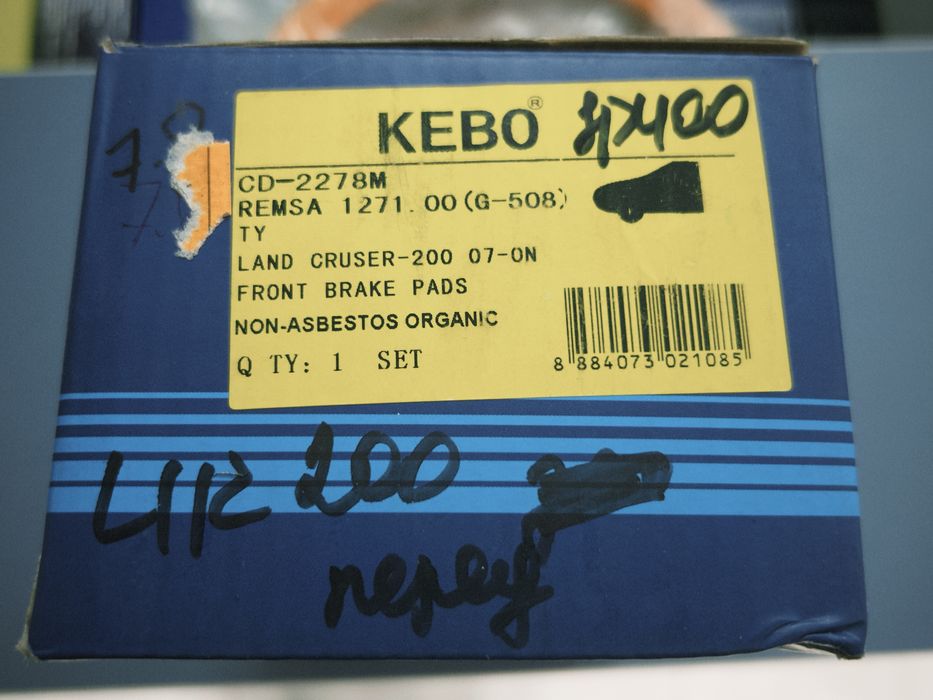 KEBO®
CD-2278M
REMSA 1271.00(G-508)
TY
LAND CRUSER-200 07-ON
FRONT BRAKE PADS
NON-ASBESTOS ORGANIC
Q TY: 1 SET
8 884073 021085
200
перед